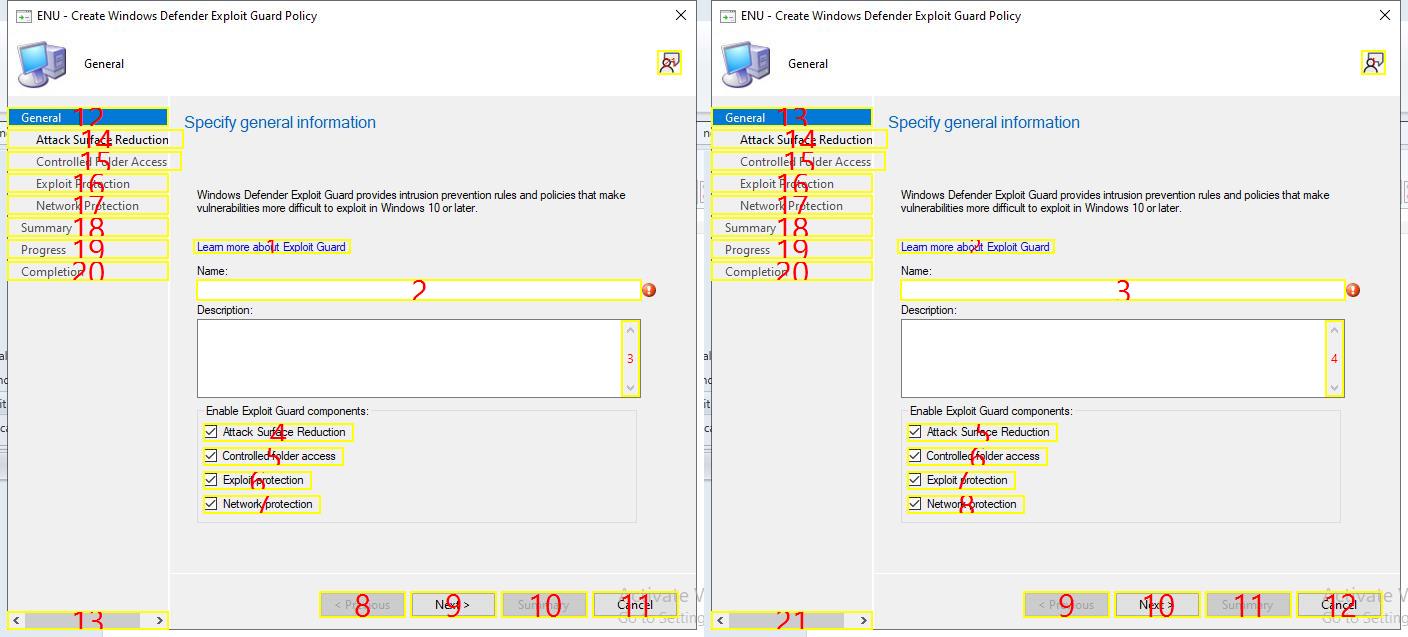 ENU - Create Windows Defender Exploit Guard Policy
General
General
Attack Surface Reduction
Controlled Folder Access
Exploit Protection
Network Protection
Summary
Progress
Completion
12
14
15
16
17
18
19
20
13
Specify general information
Windows Defender Exploit Guard provides intrusion prevention rules and policies that make
vulnerabilities more difficult to exploit in Windows 10 or later.
Learn more about Exploit Guard
1
Name:
2
Description:
3
Enable Exploit Guard components:
Attack Surface Reduction
4
Controlled folder access
5
Exploit protection
6
Network protection
7
< Previous
8
Next >
9
Summary
10
Cancel
11
Activate W
Go to Setting
ENU - Create Windows Defender Exploit Guard Policy
General
General
Attack Surface Reduction
Controlled Folder Access
Exploit Protection
Network Protection
Summary
Progress
Completion
13
14
15
16
17
18
19
20
21
Specify general information
Windows Defender Exploit Guard provides intrusion prevention rules and policies that make
vulnerabilities more difficult to exploit in Windows 10 or later.
Learn more about Exploit Guard
2
Name:
3
Description:
4
Enable Exploit Guard components:
Attack Surface Reduction
5
Controlled folder access
6
Exploit protection
7
Network protection
8
< Previous
9
Next >
10
Summary
11
Cancel
12
Activate W
Go to Setting